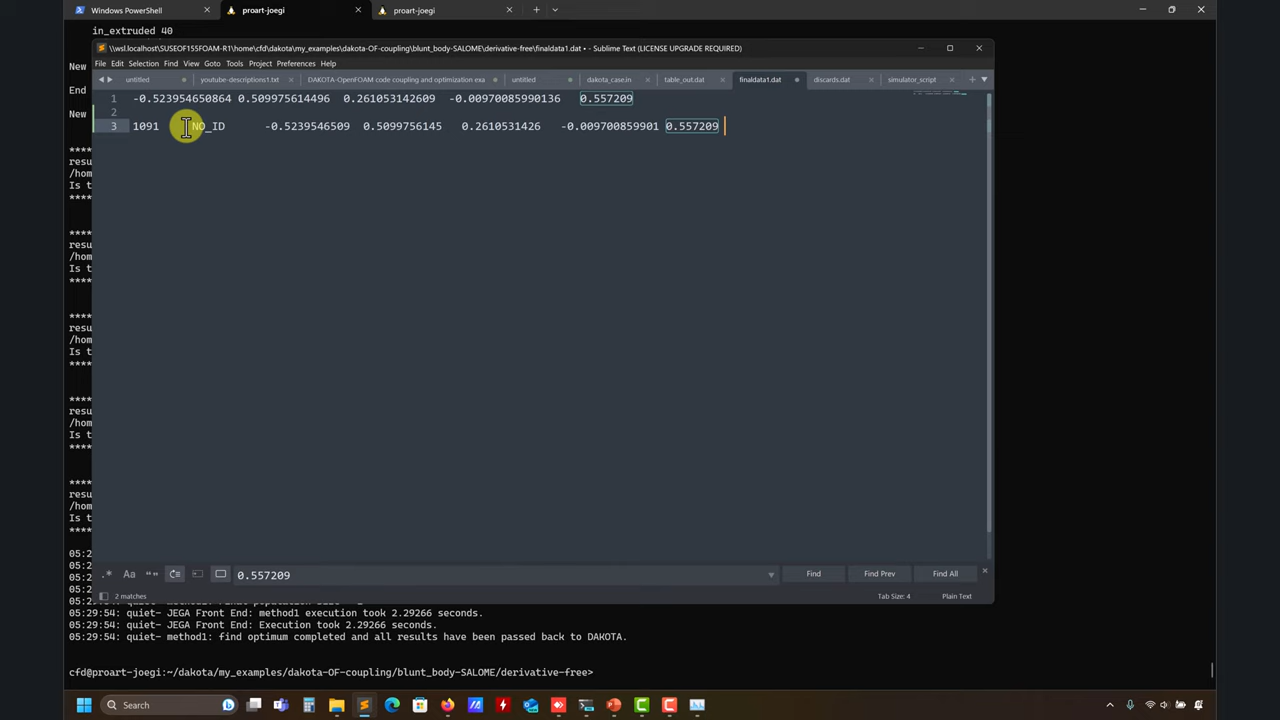 Windows PowerShell
proart-joegi
proart-joegi
in_extruded 40
New
End
New
\\wsl.localhost\SUSEOF155FOAM-R1\home\cfd\dakota\my_examples\dakota-OF-coupling\blunt_body-SALOME\derivative-free\finaldata1.dat • - Sublime Text (LICENSE UPGRADE REQUIRED)
File Edit Selection Find View Goto Tools Project Preferences Help
untitled
youtube-descriptions1.txt
DAKOTA-OpenFOAM code coupling and optimization exa
untitled
dakota_case.in
table_out.dat
finaldata1.dat
discards.dat
simulator_script
1 -0.523954650864 0.509975614496 0.261053142609 -0.00970085990136 0.557209
2
3 1091 NO_ID -0.5239546509 0.5099756145 0.2610531426 -0.009700859901 0.557209
****
resu
/hom
Is t
****
****
resu
/hom
Is t
****
****
resu
/hom
Is t
****
****
resu
/hom
Is t
****
****
resu
/hom
Is t
****
05:2
05:2
05:2
05:2
.* Aa “” 0.557209 Find Find Prev Find All
2 matches Tab Size: 4 Plain Text
05:29:54: quiet- JEGA Front End: method1 execution took 2.29266 seconds.
05:29:54: quiet- JEGA Front End: Execution took 2.29266 seconds.
05:29:54: quiet- method1: find optimum completed and all results have been passed back to DAKOTA.
cfd@proart-joegi:~/dakota/my_examples/dakota-OF-coupling/blunt_body-SALOME/derivative-free>
Search